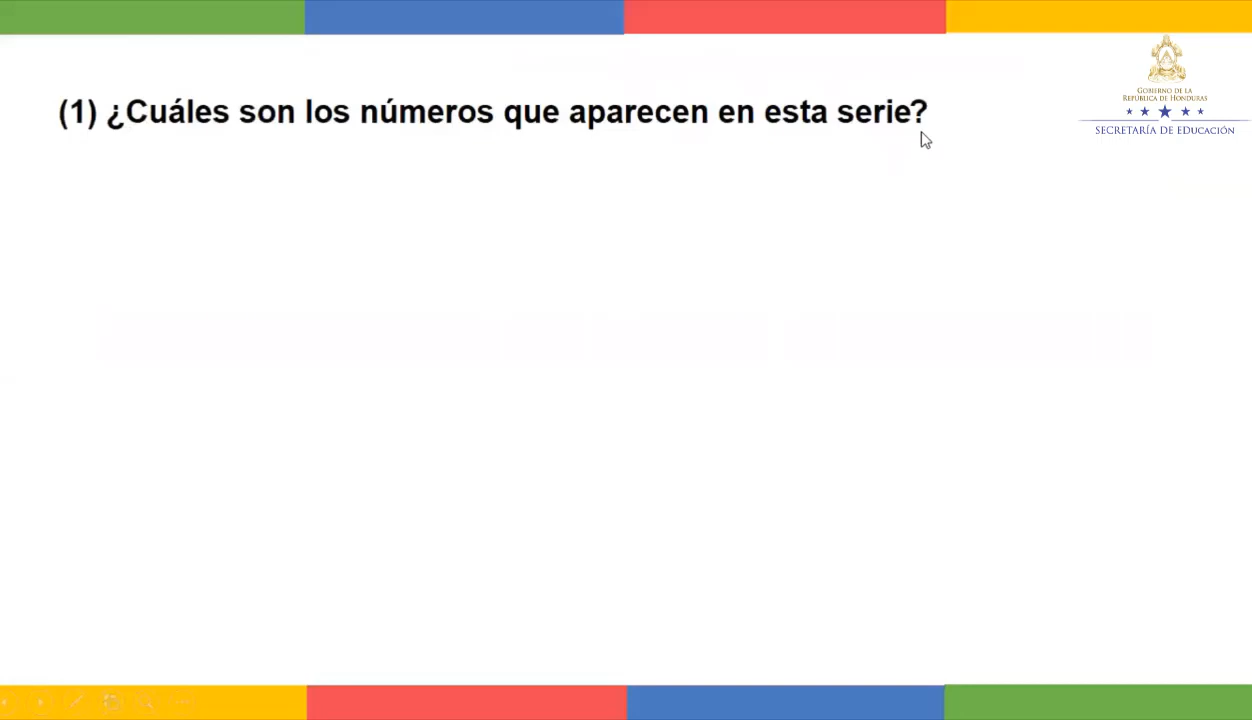 (1) ¿Cuáles son los números que aparecen en esta serie?
GOBIERNO DE LA
REPÚBLICA DE HONDURAS
SECRETARÍA DE EDUCACIÓN